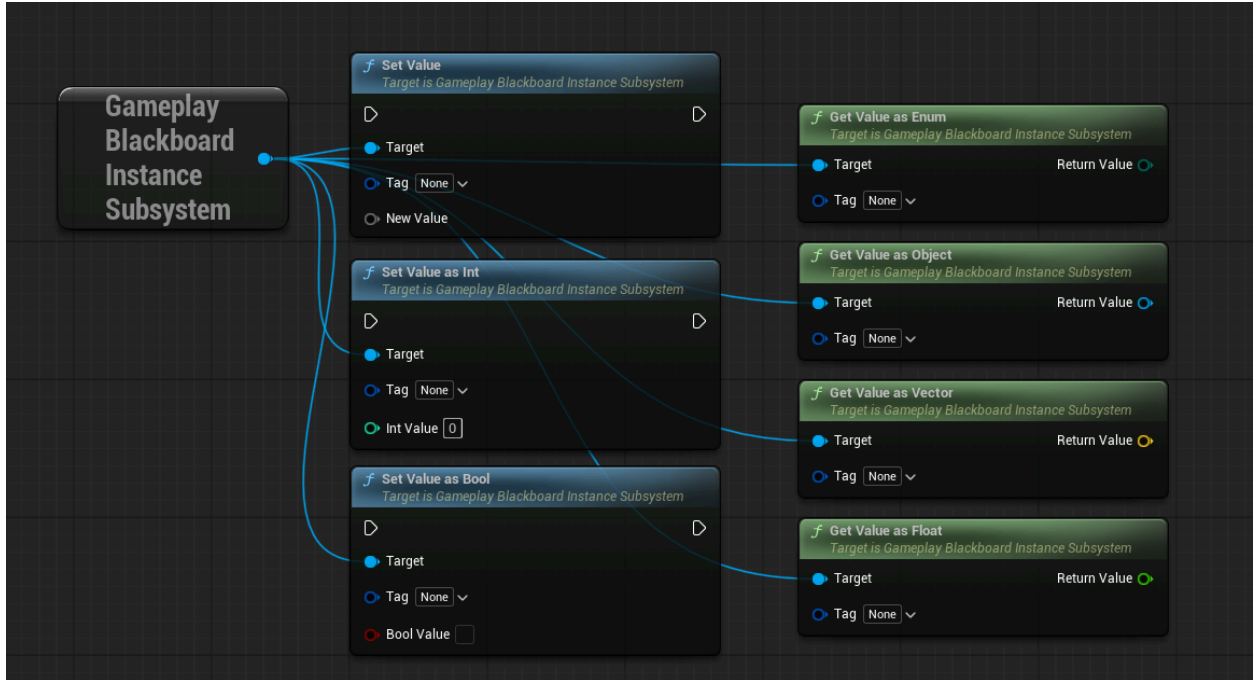 Gameplay
Blackboard
Instance
Subsystem
f Set Value
Target is Gameplay Blackboard Instance Subsystem
Target
Tag None
New Value
f Set Value as Int
Target is Gameplay Blackboard Instance Subsystem
Target
Tag None
Int Value 0
f Set Value as Bool
Target is Gameplay Blackboard Instance Subsystem
Target
Tag None
Bool Value
f Get Value as Enum
Target is Gameplay Blackboard Instance Subsystem
Target Return Value
Tag None
f Get Value as Object
Target is Gameplay Blackboard Instance Subsystem
Target Return Value
Tag None
f Get Value as Vector
Target is Gameplay Blackboard Instance Subsystem
Target Return Value
Tag None
f Get Value as Float
Target is Gameplay Blackboard Instance Subsystem
Target Return Value
Tag None